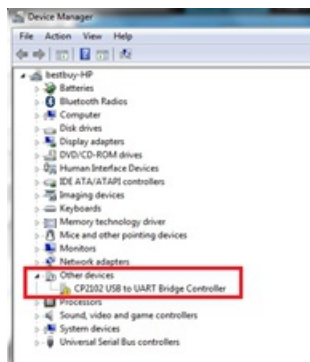 Device Manager
File Action View Help
bestbuy-HP
Batteries
Bluetooth Radios
Computer
Disk drives
Display adapters
DVD/CD-ROM drives
Human Interface Devices
IDE ATA/ATAPI controllers
Imaging devices
Keyboards
Memory technology driver
Mice and other pointing devices
Monitors
Network adapters
Other devices
CP2102 USB to UART Bridge Controller
Processors
Sound, video and game controllers
System devices
Universal Serial Bus controllers